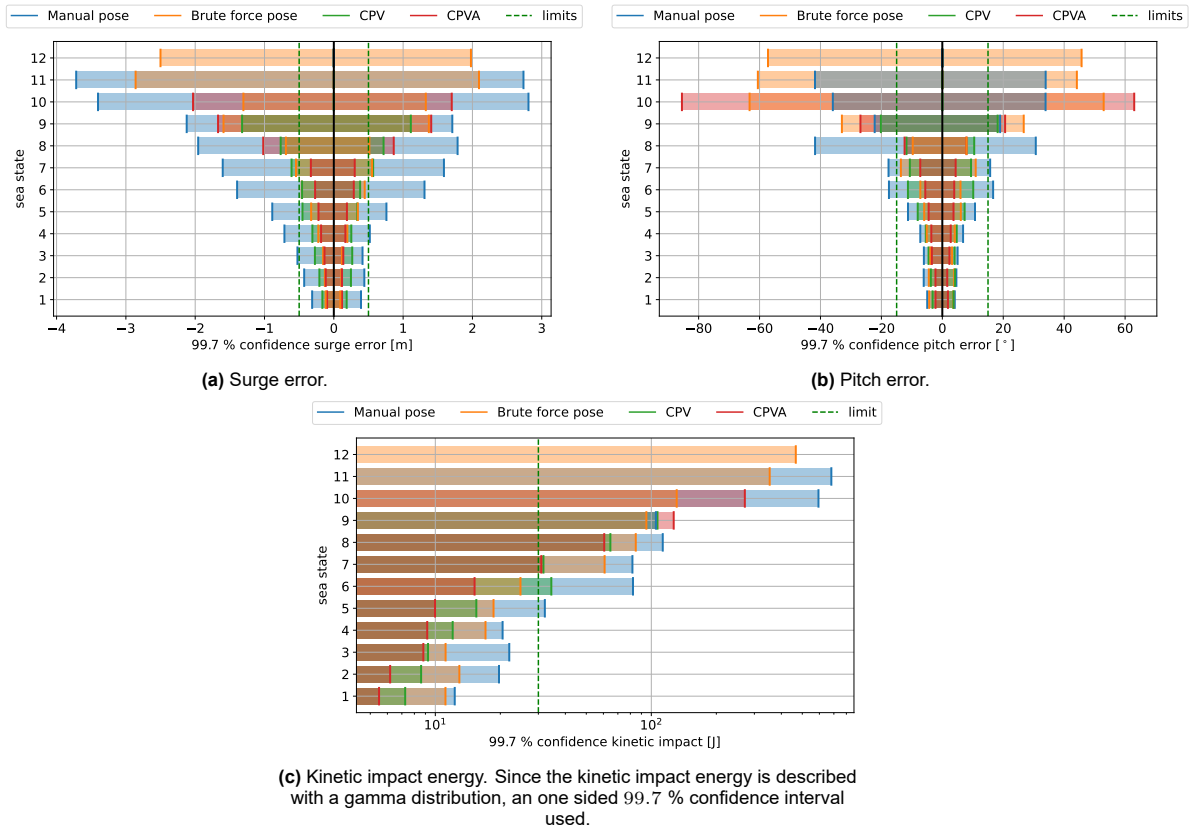 Manual pose Brute force pose CPV CPVA limits
sea state
12
11
10
9
8
7
6
5
4
3
2
1
−4 −3 −2 −1 0 1 2 3
99.7 % confidence surge error [m]
(a) Surge error.
Manual pose Brute force pose CPV CPVA limits
sea state
12
11
10
9
8
7
6
5
4
3
2
1
−80 −60 −40 −20 0 20 40 60
99.7 % confidence pitch error [°]
(b) Pitch error.
Manual pose Brute force pose CPV CPVA limit
sea state
12
11
10
9
8
7
6
5
4
3
2
1
10¹ 10²
99.7 % confidence kinetic impact [J]
(c) Kinetic impact energy. Since the kinetic impact energy is described
with a gamma distribution, an one sided 99.7 % confidence interval
used.